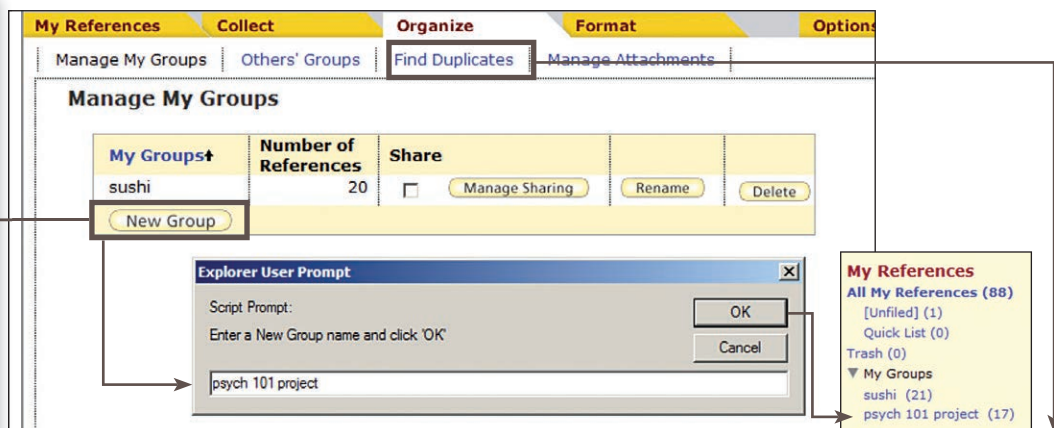 My References Collect Organize Format Options
Manage My Groups Others' Groups Find Duplicates Manage Attachments
Manage My Groups
My Groups Number of References Share
sushi 20 Manage Sharing Rename Delete
New Group
Explorer User Prompt
Script Prompt:
Enter a New Group name and click 'OK'
OK
Cancel
psych 101 project
My References
All My References (88)
[Unfiled] (1)
Quick List (0)
Trash (0)
My Groups
sushi (21)
psych 101 project (17)